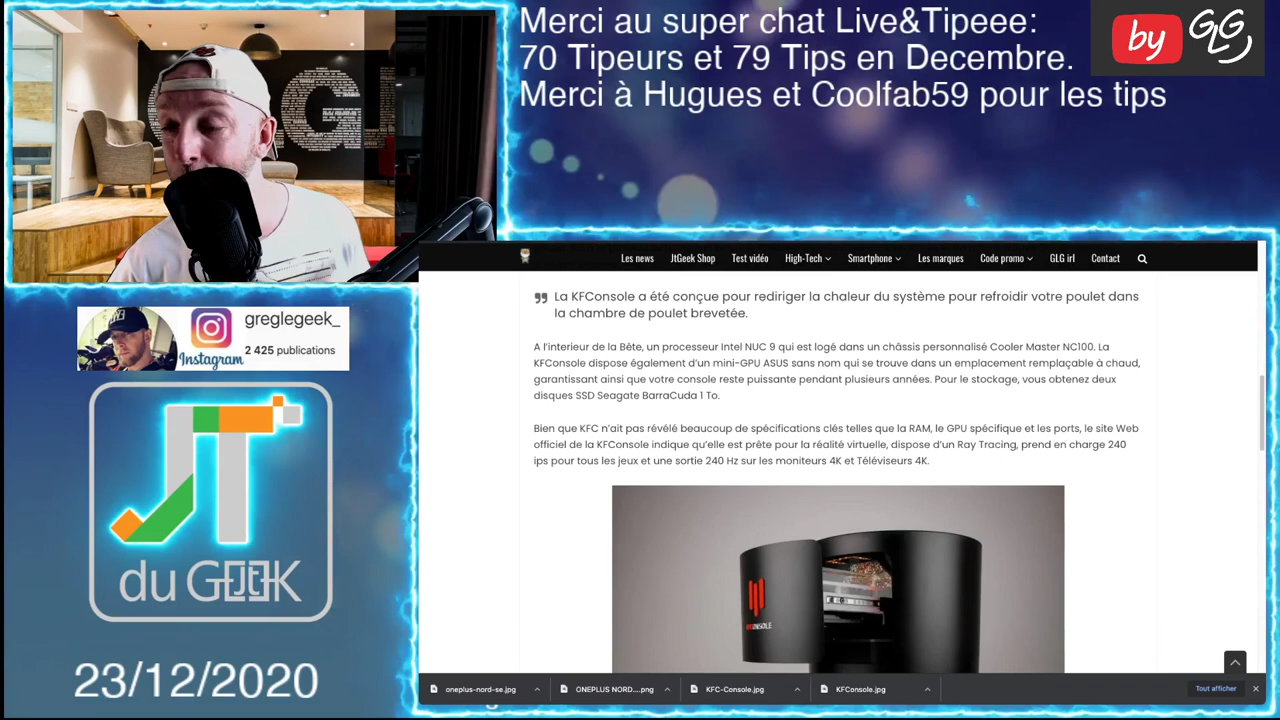 Merci au super chat Live&Tipeee:
70 Tipeurs et 79 Tips en Decembre.
Merci à Hugues et Coolfab59 pour les tips
by GLG
greglegeek_
Instagram
2 425 publications
JT
du GEEK
23/12/2020
Les news JtGeek Shop Test vidéo High-Tech Smartphone Les marques Code promo GLG irl Contact
La KFConsole a été conçue pour rediriger la chaleur du système pour refroidir votre poulet dans
la chambre de poulet brevetée.
A l'interieur de la Bête, un processeur Intel NUC 9 qui est logé dans un châssis personnalisé Cooler Master NC100. La
KFConsole dispose également d'un mini-GPU ASUS sans nom qui se trouve dans un emplacement remplaçable à chaud,
garantissant ainsi que votre console reste puissante pendant plusieurs années. Pour le stockage, vous obtenez deux
disques SSD Seagate BarraCuda 1 To.
Bien que KFC n'ait pas révélé beaucoup de spécifications clés telles que la RAM, le GPU spécifique et les ports, le site Web
officiel de la KFConsole indique qu'elle est prête pour la réalité virtuelle, dispose d'un Ray Tracing, prend en charge 240
ips pour tous les jeux et une sortie 240 Hz sur les moniteurs 4K et Téléviseurs 4K.
KFCONSOLE
oneplus-nord-se.jpg ONEPLUS NORD....png KFC-Console.jpg KFConsole.jpg Tout afficher